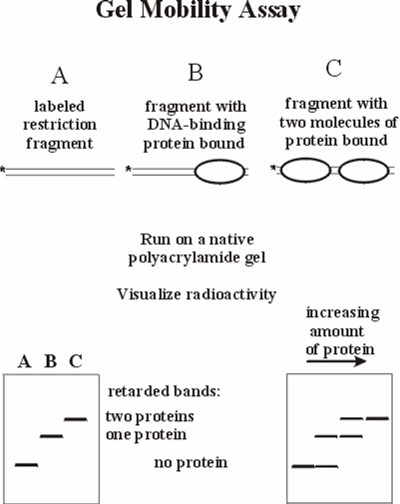 Gel Mobility Assay
A
labeled
restriction
fragment
B
fragment with
DNA-binding
protein bound
C
fragment with
two molecules of
protein bound
*
*
*
Run on a native
polyacrylamide gel
Visualize radioactivity
A B C
retarded bands:
two proteins
one protein
no protein
increasing
amount
of protein